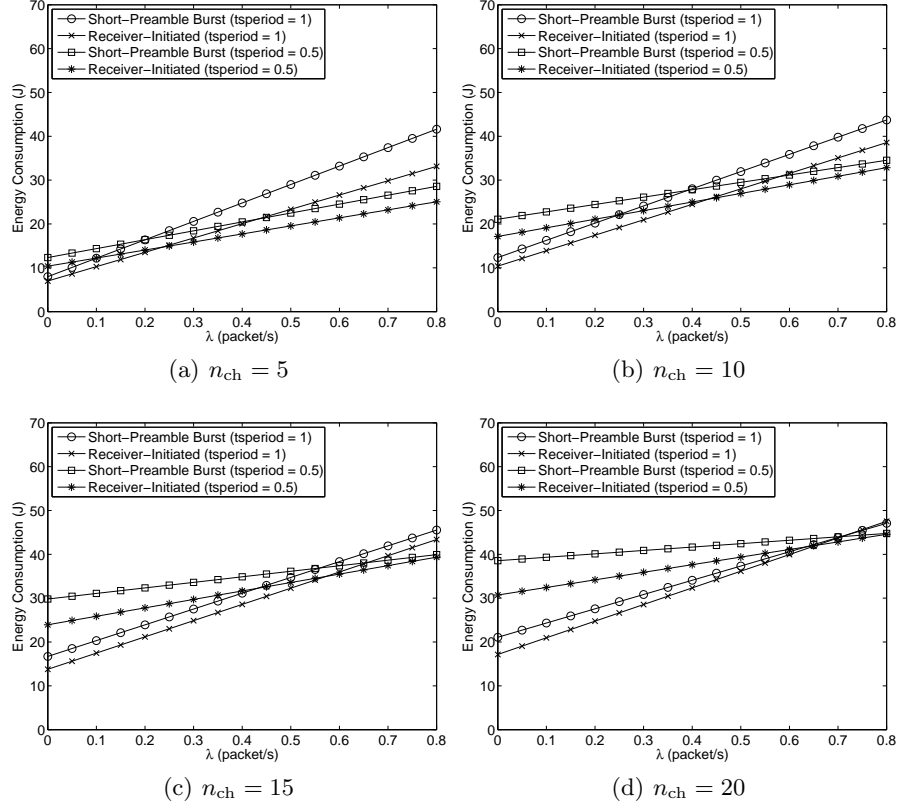 70
60
50
40
30
20
10
0
Energy Consumption (J)
Short−Preamble Burst (tsperiod = 1)
Receiver−Initiated (tsperiod = 1)
Short−Preamble Burst (tsperiod = 0.5)
Receiver−Initiated (tsperiod = 0.5)
0 0.1 0.2 0.3 0.4 0.5 0.6 0.7 0.8
λ (packet/s)
(a) nch = 5
70
60
50
40
30
20
10
0
Energy Consumption (J)
Short−Preamble Burst (tsperiod = 1)
Receiver−Initiated (tsperiod = 1)
Short−Preamble Burst (tsperiod = 0.5)
Receiver−Initiated (tsperiod = 0.5)
0 0.1 0.2 0.3 0.4 0.5 0.6 0.7 0.8
λ (packet/s)
(b) nch = 10
70
60
50
40
30
20
10
0
Energy Consumption (J)
Short−Preamble Burst (tsperiod = 1)
Receiver−Initiated (tsperiod = 1)
Short−Preamble Burst (tsperiod = 0.5)
Receiver−Initiated (tsperiod = 0.5)
0 0.1 0.2 0.3 0.4 0.5 0.6 0.7 0.8
λ (packet/s)
(c) nch = 15
70
60
50
40
30
20
10
0
Energy Consumption (J)
Short−Preamble Burst (tsperiod = 1)
Receiver−Initiated (tsperiod = 1)
Short−Preamble Burst (tsperiod = 0.5)
Receiver−Initiated (tsperiod = 0.5)
0 0.1 0.2 0.3 0.4 0.5 0.6 0.7 0.8
λ (packet/s)
(d) nch = 20